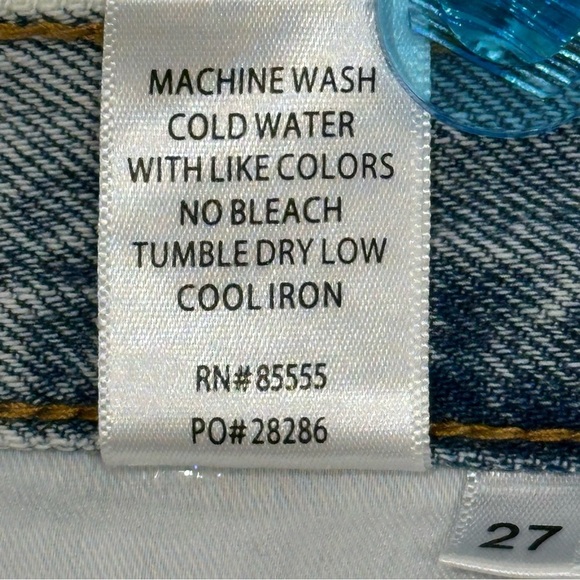 MACHINE WASH
COLD WATER
WITH LIKE COLORS
NO BLEACH
TUMBLE DRY LOW
COOL IRON
RN#85555
PO#28286
27